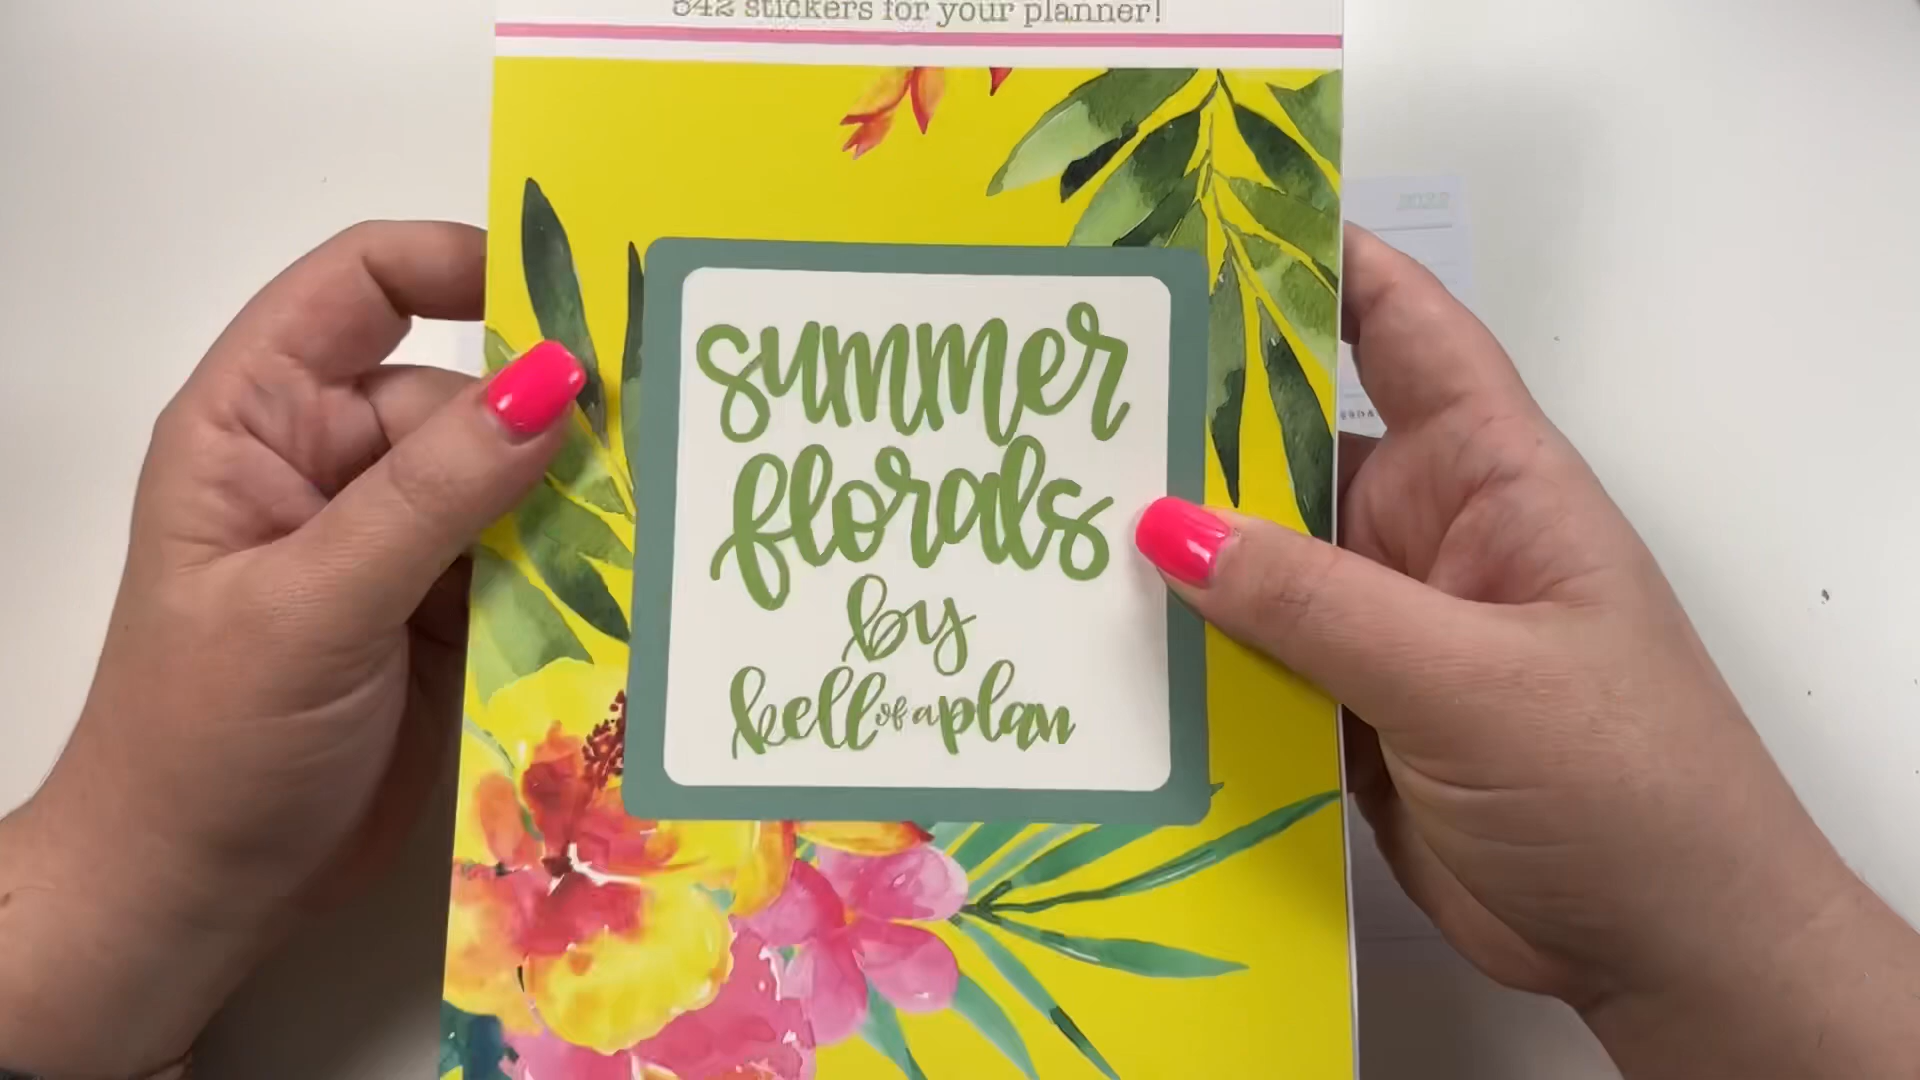 542 stickers for your planner!
summer
florals
by
kell of a plan